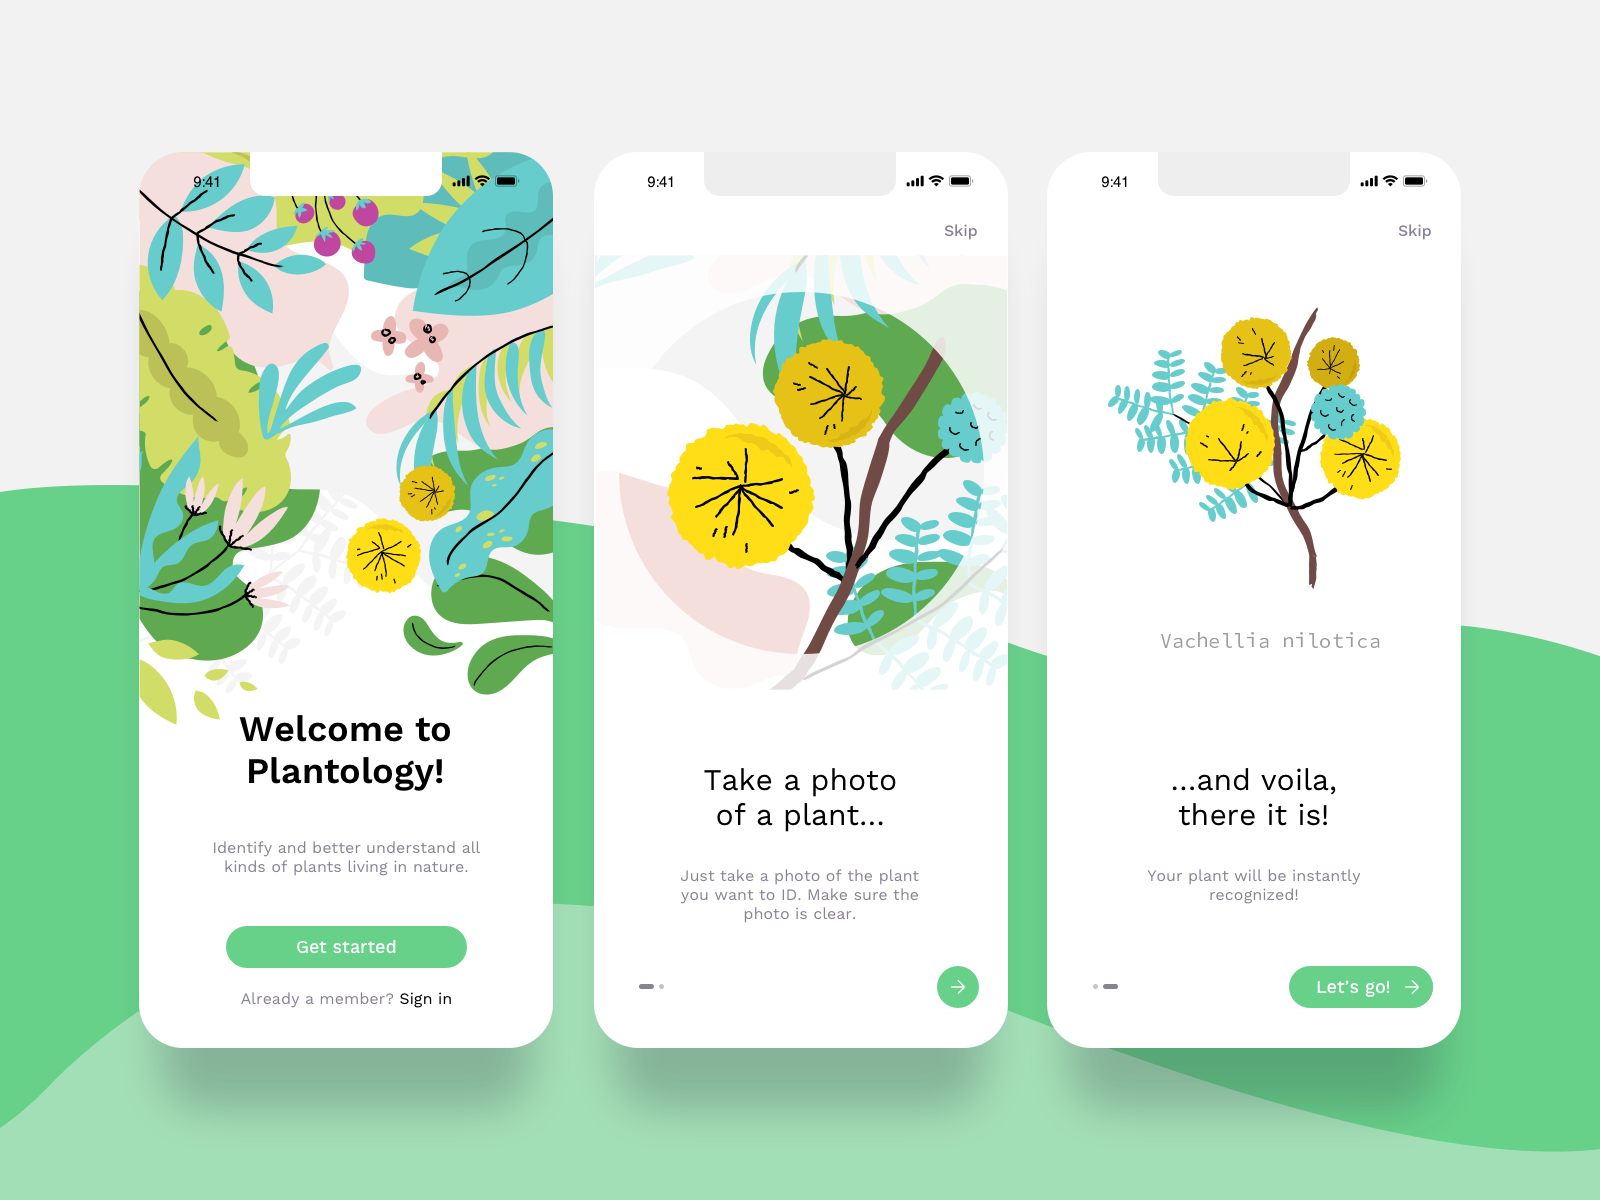 9:41
Welcome to
Plantology!
Identify and better understand all
kinds of plants living in nature.
Get started
Already a member? Sign in
9:41
Skip
Take a photo
of a plant...
Just take a photo of the plant
you want to ID. Make sure the
photo is clear.
9:41
Skip
Vachellia nilotica
...and voila,
there it is!
Your plant will be instantly
recognized!
Let's go!